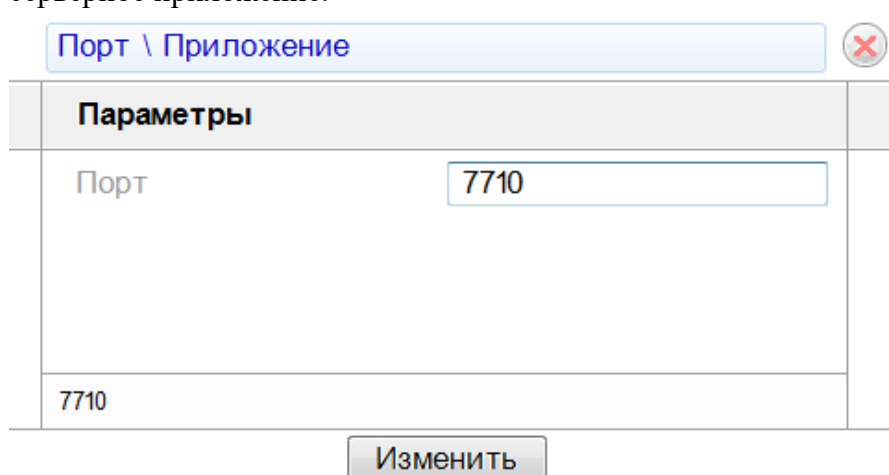 Порт \ Приложение
Параметры
Порт 7710
7710
Изменить